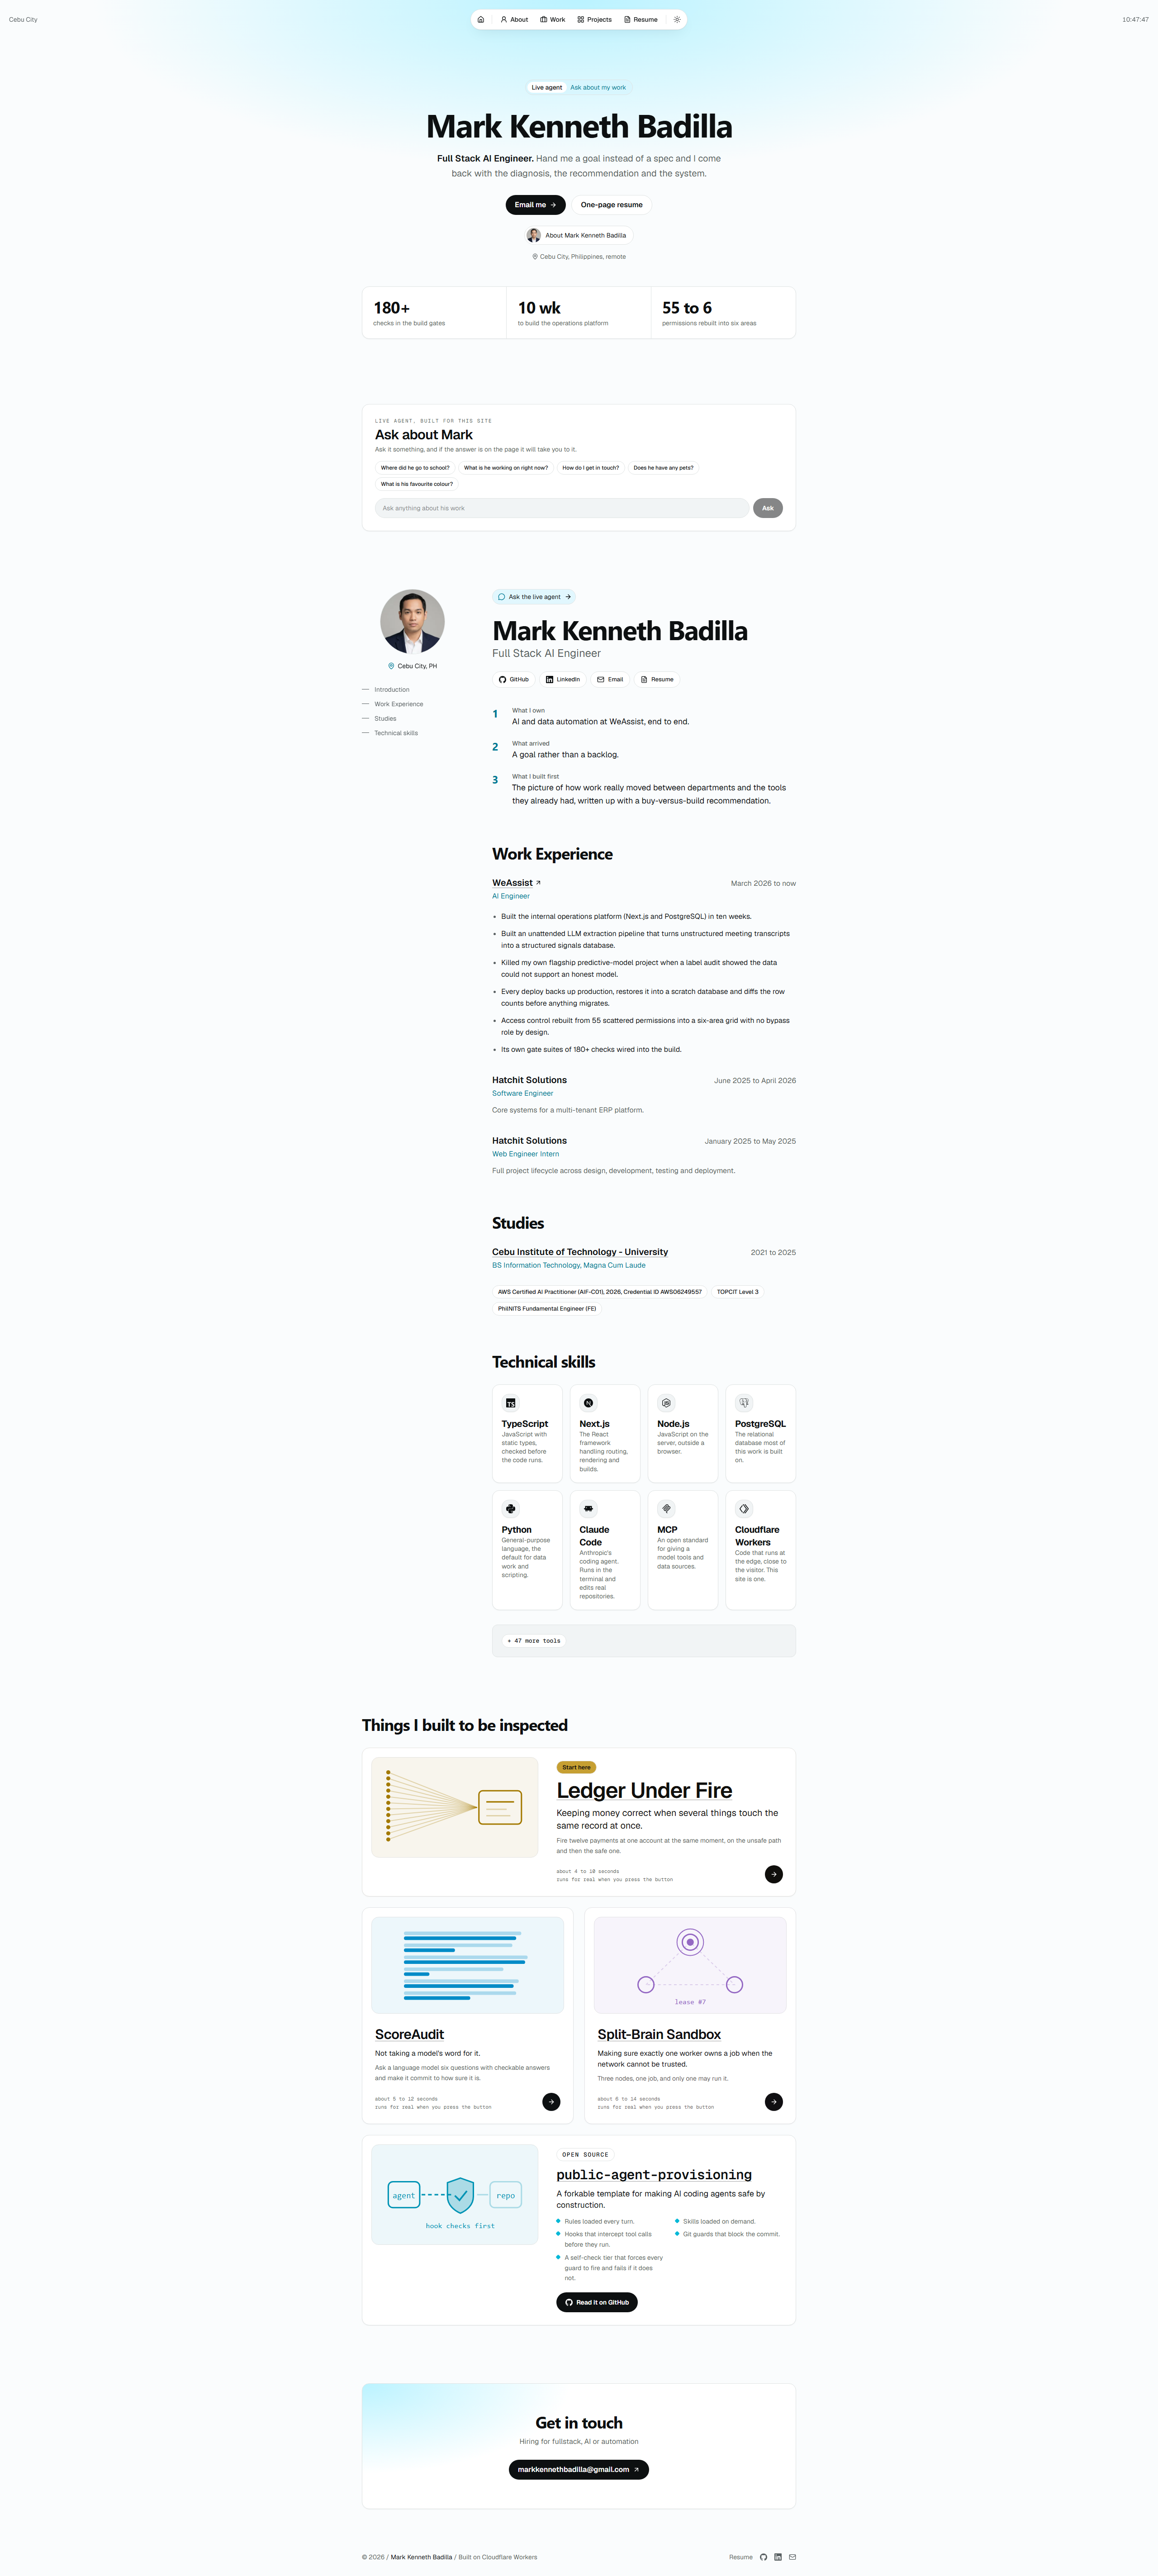 Cebu City
About
Work
Projects
Resume
10:47:47
Live agent
Ask about my work
Mark Kenneth Badilla
Full Stack AI Engineer. Hand me a goal instead of a spec and I come
back with the diagnosis, the recommendation and the system.
Email me
One-page resume
About Mark Kenneth Badilla
Cebu City, Philippines, remote
180+
checks in the build gates
10 wk
to build the operations platform
55 to 6
permissions rebuilt into six areas
LIVE AGENT, BUILT FOR THIS SITE
Ask about Mark
Ask it something, and if the answer is on the page it will take you to it.
Where did he go to school?
What is he working on right now?
How do I get in touch?
Does he have any pets?
What is his favourite colour?
Ask anything about his work
Ask
Cebu City, PH
Introduction
Work Experience
Studies
Technical skills
Ask the live agent
Mark Kenneth Badilla
Full Stack AI Engineer
GitHub
LinkedIn
Email
Resume
1
What I own
AI and data automation at WeAssist, end to end.
2
What arrived
A goal rather than a backlog.
3
What I built first
The picture of how work really moved between departments and the tools
they already had, written up with a buy-versus-build recommendation.
Work Experience
WeAssist
March 2026 to now
AI Engineer
Built the internal operations platform (Next.js and PostgreSQL) in ten weeks.
Built an unattended LLM extraction pipeline that turns unstructured meeting transcripts
into a structured signals database.
Killed my own flagship predictive-model project when a label audit showed the data
could not support an honest model.
Every deploy backs up production, restores it into a scratch database and diffs the row
counts before anything migrates.
Access control rebuilt from 55 scattered permissions into a six-area grid with no bypass
role by design.
Its own gate suites of 180+ checks wired into the build.
Hatchit Solutions
June 2025 to April 2026
Software Engineer
Core systems for a multi-tenant ERP platform.
Hatchit Solutions
January 2025 to May 2025
Web Engineer Intern
Full project lifecycle across design, development, testing and deployment.
Studies
Cebu Institute of Technology - University
2021 to 2025
BS Information Technology, Magna Cum Laude
AWS Certified AI Practitioner (AIF-C01), 2026, Credential ID AWS06249557
TOPCIT Level 3
PhilNITS Fundamental Engineer (FE)
Technical skills
TypeScript
JavaScript with
static types,
checked before
the code runs.
Next.js
The React
framework
handling routing,
rendering and
builds.
Node.js
JavaScript on the
server, outside a
browser.
PostgreSQL
The relational
database most of
this work is built
on.
Python
General-purpose
language, the
default for data
work and
scripting.
Claude
Code
Anthropic's
coding agent.
Runs in the
terminal and
edits real
repositories.
MCP
An open standard
for giving a
model tools and
data sources.
Cloudflare
Workers
Code that runs at
the edge, close to
the visitor. This
site is one.
+ 47 more tools
Things I built to be inspected
Start here
Ledger Under Fire
Keeping money correct when several things touch the
same record at once.
Fire twelve payments at one account at the same moment, on the unsafe path
and then the safe one.
about 4 to 10 seconds
runs for real when you press the button
ScoreAudit
Not taking a model's word for it.
Ask a language model six questions with checkable answers
and make it commit to how sure it is.
about 5 to 12 seconds
runs for real when you press the button
lease #7
Split-Brain Sandbox
Making sure exactly one worker owns a job when the
network cannot be trusted.
Three nodes, one job, and only one may run it.
about 6 to 14 seconds
runs for real when you press the button
agent
repo
hook checks first
OPEN SOURCE
public-agent-provisioning
A forkable template for making AI coding agents safe by
construction.
Rules loaded every turn.
Skills loaded on demand.
Hooks that intercept tool calls
before they run.
Git guards that block the commit.
A self-check tier that forces every
guard to fire and fails if it does
not.
Read it on GitHub
Get in touch
Hiring for fullstack, AI or automation
markkennethbadilla@gmail.com
© 2026 / Mark Kenneth Badilla / Built on Cloudflare Workers
Resume